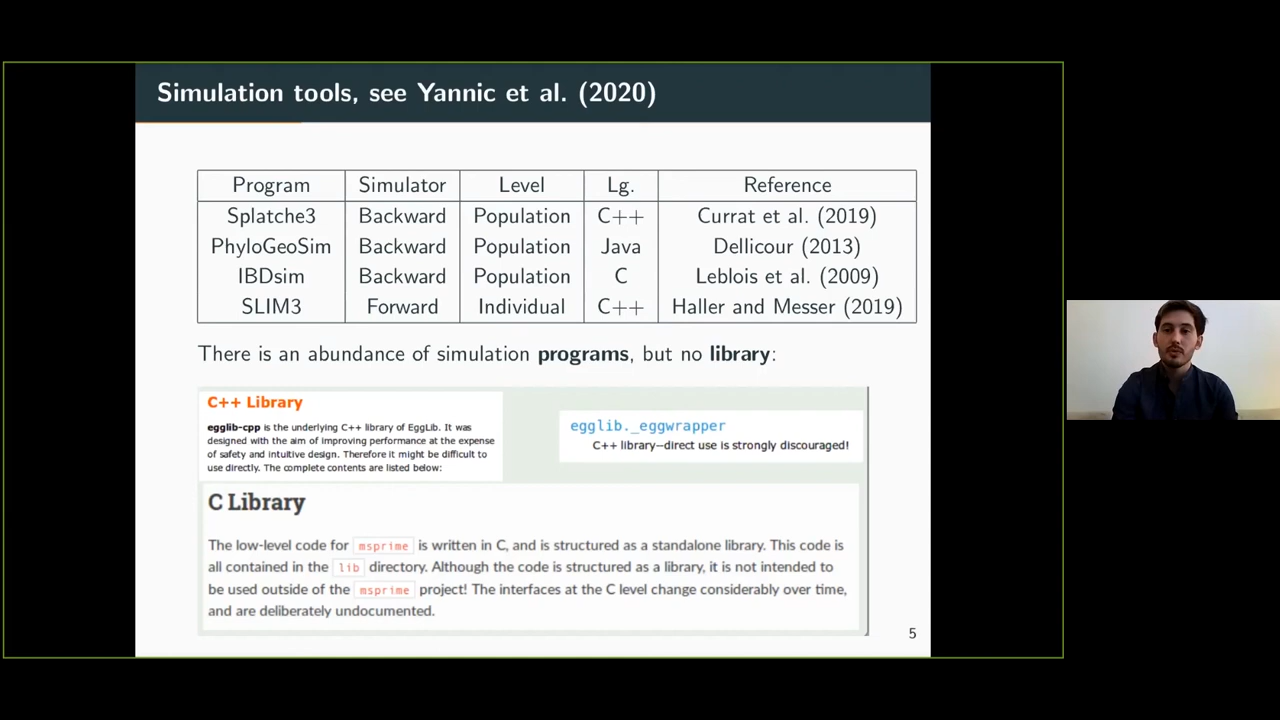 Simulation tools, see Yannic et al. (2020)
Program Simulator Level Lg. Reference
Splatche3 Backward Population C++ Currat et al. (2019)
PhyloGeoSim Backward Population Java Dellicour (2013)
IBDsim Backward Population C Leblois et al. (2009)
SLIM3 Forward Individual C++ Haller and Messer (2019)
There is an abundance of simulation programs, but no library:
C++ Library
egglib-cpp is the underlying C++ library of EggLib. It was
designed with the aim of improving performance at the expense
of safety and intuitive design. Therefore it might be difficult to
use directly. The complete contents are listed below:
egglib._eggwrapper
C++ library--direct use is strongly discouraged!
C Library
The low-level code for msprime is written in C, and is structured as a standalone library. This code is
all contained in the lib directory. Although the code is structured as a library, it is not intended to
be used outside of the msprime project! The interfaces at the C level change considerably over time,
and are deliberately undocumented.
5